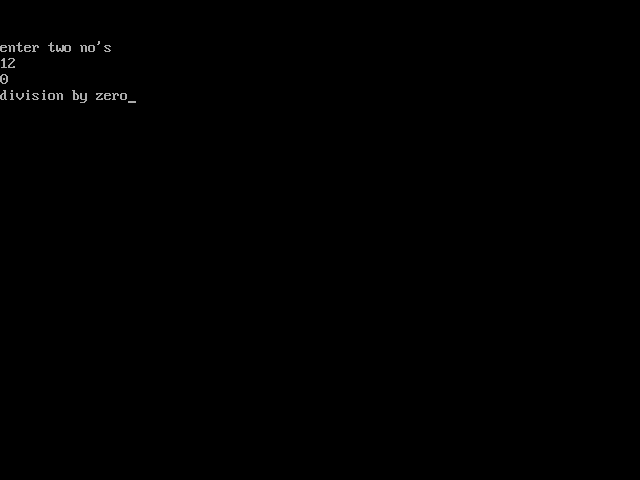 enter two no's
12
0
division by zero_